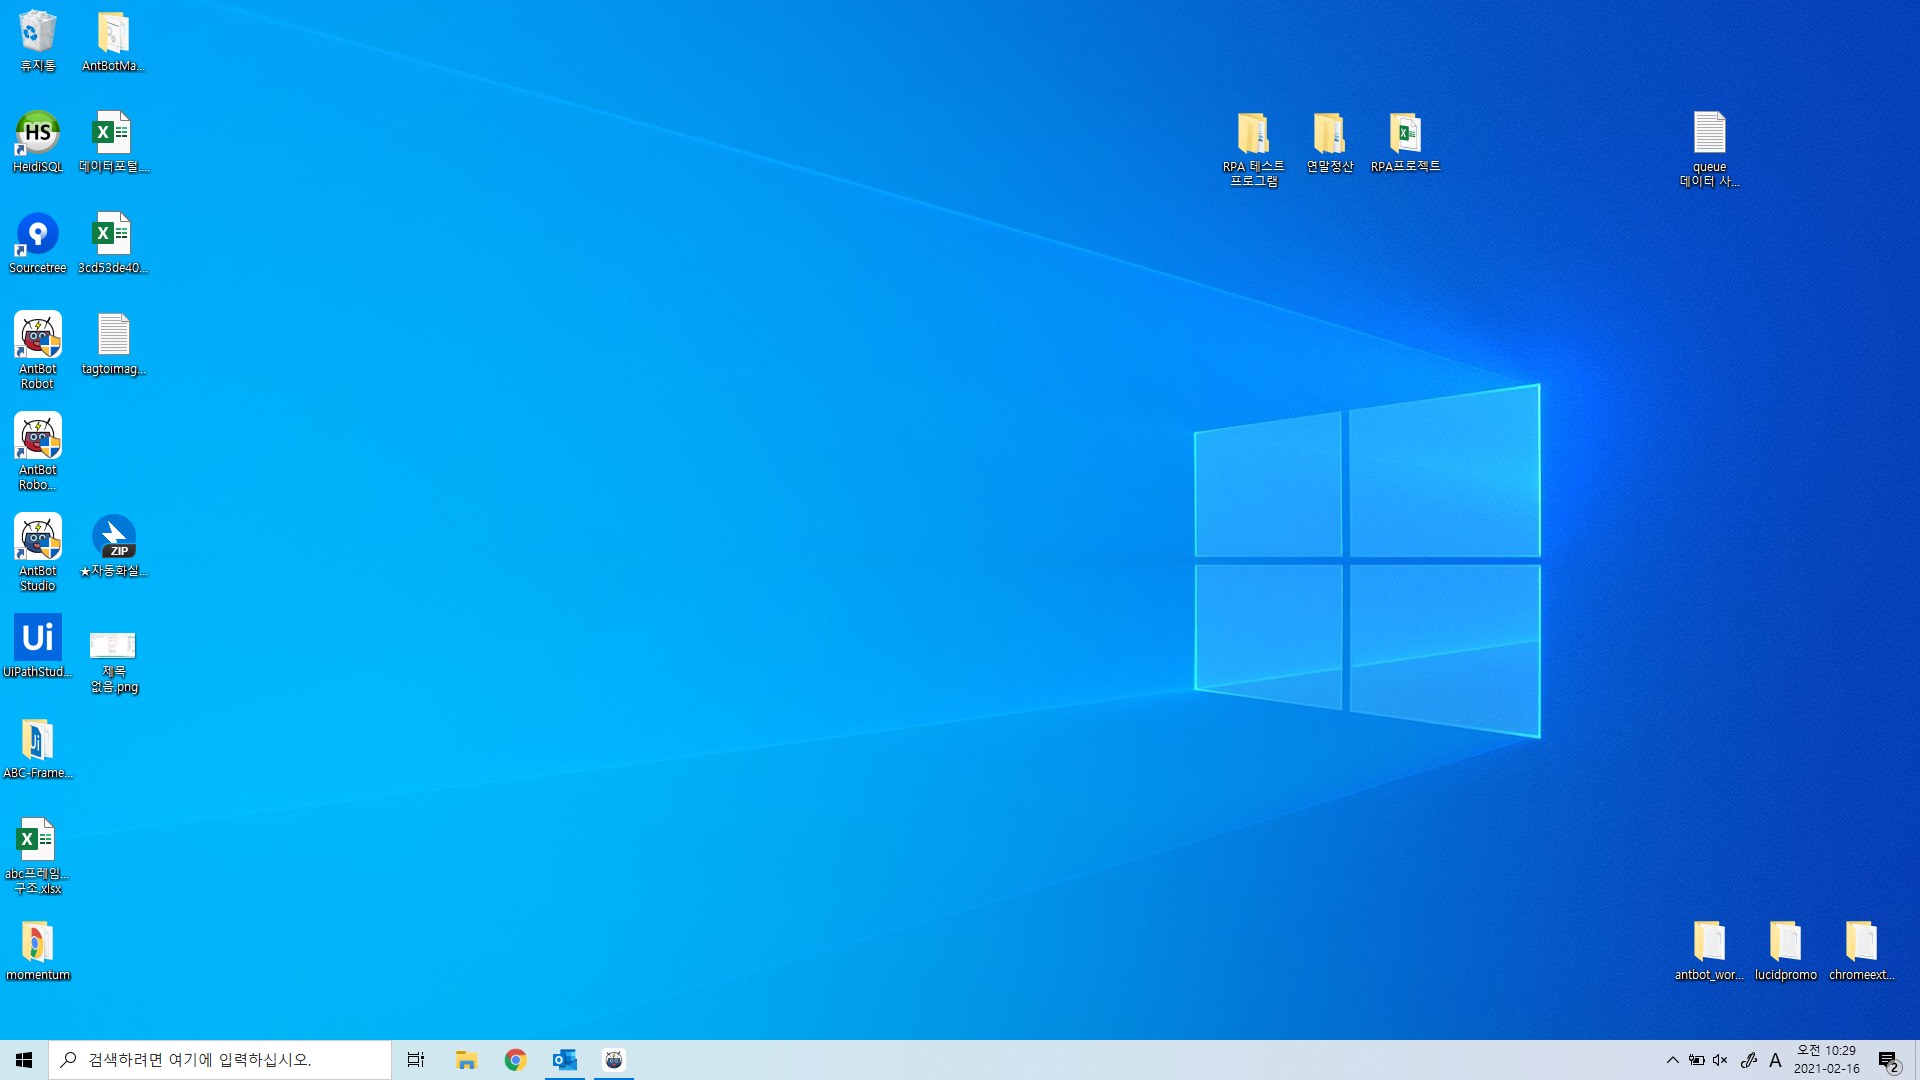 휴지통
AntBotMa...
HS
HeidiSQL
데이터포털....
Sourcetree
3cd53de40...
AntBot
Robot
tagtoimag...
AntBot
Robo...
AntBot
Studio
ZIP
★자동화실...
Ui
UiPathStud...
제목
없음.png
Ui
ABC-Frame...
abc프레임...
구조.xlsx
momentum
RPA 테스트
프로그램
연말정산
RPA프로젝트
queue
데이터 사...
antbot_wor...
lucidpromo
chromeext...
검색하려면 여기에 입력하십시오.
A
오전 10:29
2021-02-16
2